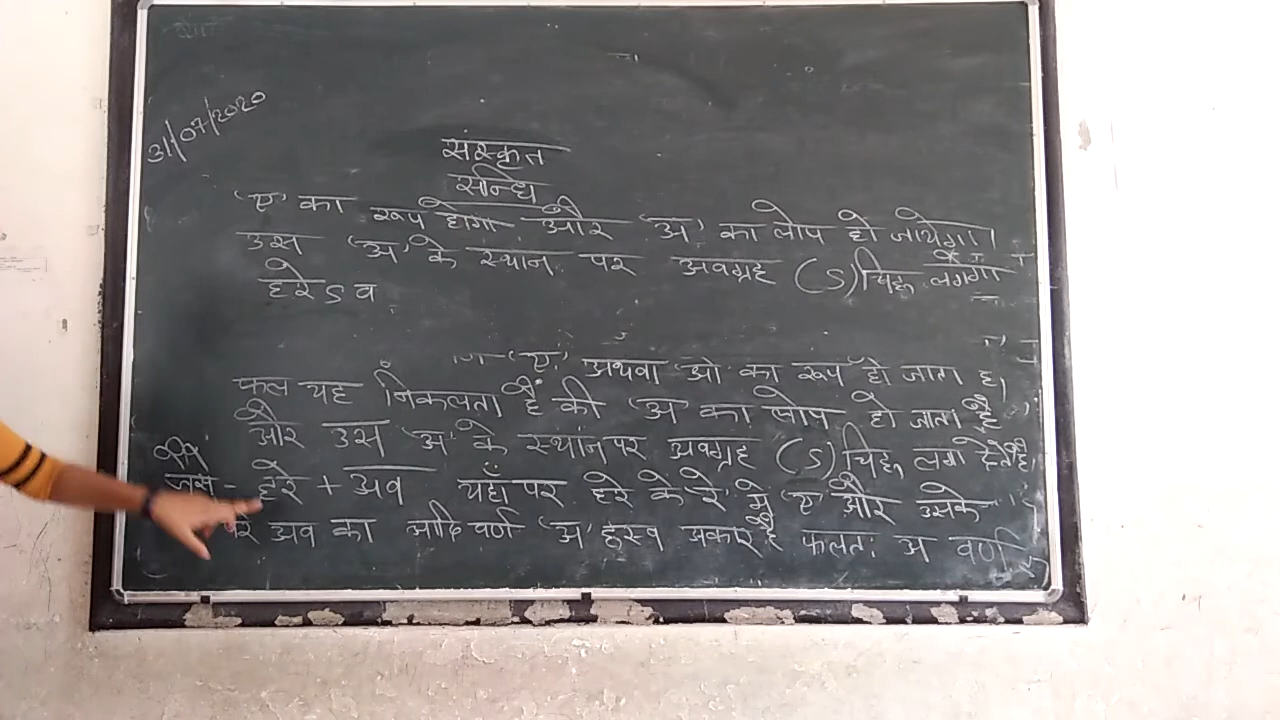 31/07/2020
संस्कृत
सन्धि
'ए' का रूप होगा और 'अ' का लोप हो जायेगा।
उस 'अ' के स्थान पर अवग्रह (ऽ) चिह्न लगेगा
हरेऽव
'ए' अथवा 'ओ' का रूप हो जाता है,
फल यह निकलता है की 'अ' का लोप हो जाता है
और उस 'अ' के स्थान पर अवग्रह (ऽ) चिह्न लगा देते है,
जैसे - हरे + अव यहाँ पर हरे के 'रे' मे 'ए' और उसके
परे अव का आदि वर्ण 'अ' ह्रस्व अकार है फलतः अ वर्ण